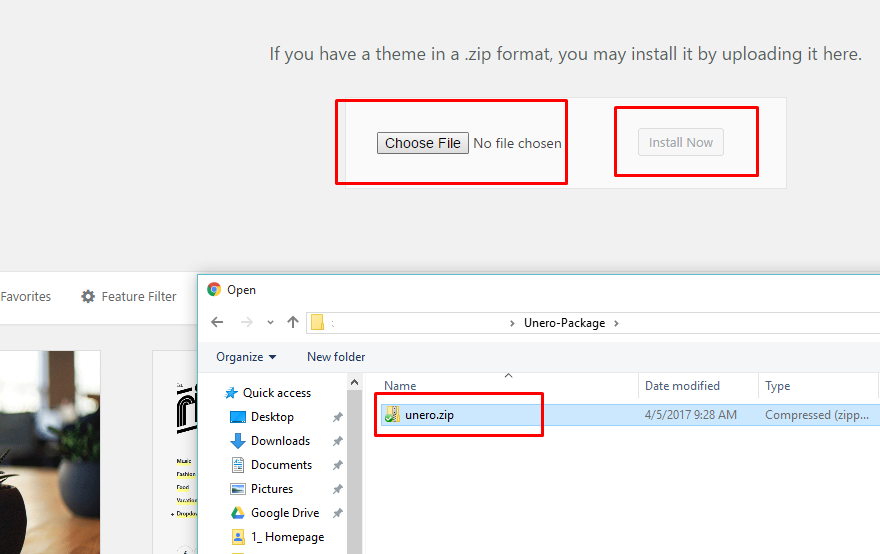 If you have a theme in a .zip format, you may install it by uploading it here.
Choose File No file chosen
Install Now
Favorites
Feature Filter
Open
Unero-Package
Organize
New folder
Name
Date modified
Type
Quick access
unero.zip
4/5/2017 9:28 AM
Compressed (zipp...
Desktop
Downloads
Documents
Pictures
Google Drive
1_ Homepage
Music
Fashion
Food
Vacation
Dropdow